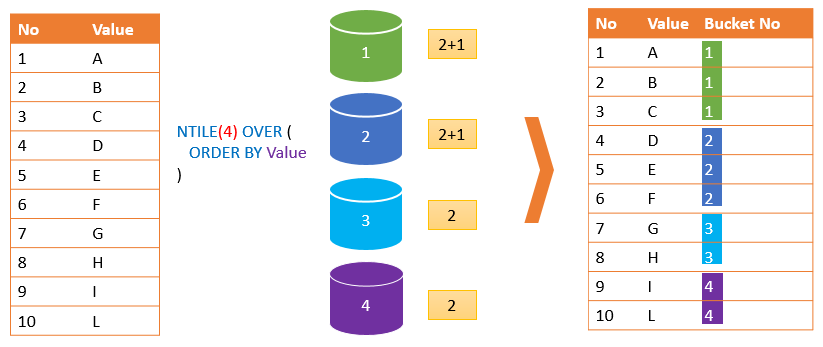 No Value
1 A
2 B
3 C
4 D
5 E
6 F
7 G
8 H
9 I
10 L
NTILE(4) OVER (
ORDER BY Value
)
1 2+1
2 2+1
3 2
4 2
No Value Bucket No
1 A 1
2 B 1
3 C 1
4 D 2
5 E 2
6 F 2
7 G 3
8 H 3
9 I 4
10 L 4